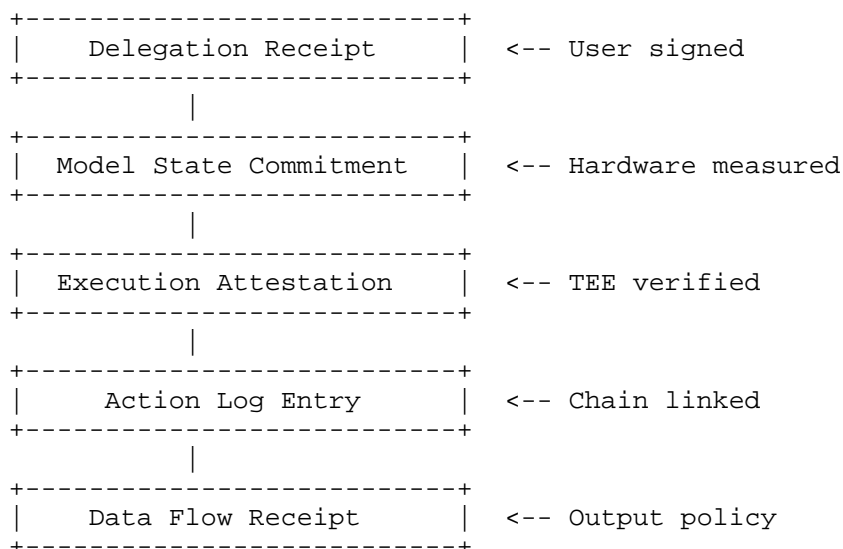 +---------------------------+
|    Delegation Receipt     |  <-- User signed
+---------------------------+
            |
+---------------------------+
|  Model State Commitment   |  <-- Hardware measured
+---------------------------+
            |
+---------------------------+
|  Execution Attestation    |  <-- TEE verified
+---------------------------+
            |
+---------------------------+
|     Action Log Entry      |  <-- Chain linked
+---------------------------+
            |
+---------------------------+
|    Data Flow Receipt      |  <-- Output policy
+---------------------------+